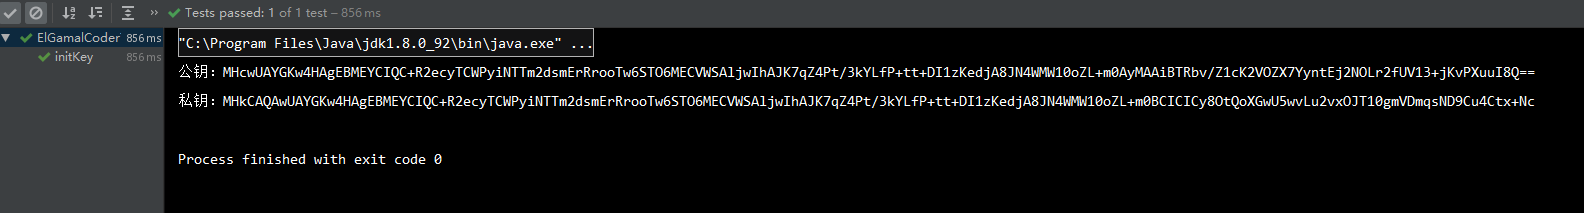 Tests passed: 1 of 1 test – 856 ms
ElGamalCoder 856 ms
initKey 856 ms
"C:\Program Files\Java\jdk1.8.0_92\bin\java.exe" ...
公钥：MHcwUAYGKw4HAgEBMEYCIQC+R2ecyTCWPyiNTTm2dsmErRrooTw6STO6MECVWSAljwIhAJK7qZ4Pt/3kYLfP+tt+DI1zKedjA8JN4WMW10oZL+m0AyMAAiBTRbv/Z1cK2VOZX7YyntEj2NOLr2fUV13+jKvPXuuI8Q==
私钥：MHkCAQAwUAYGKw4HAgEBMEYCIQC+R2ecyTCWPyiNTTm2dsmErRrooTw6STO6MECVWSAljwIhAJK7qZ4Pt/3kYLfP+tt+DI1zKedjA8JN4WMW10oZL+m0BCICICy8OtQoXGwU5wvLu2vxOJT10gmVDmqsND9Cu4Ctx+Nc
Process finished with exit code 0